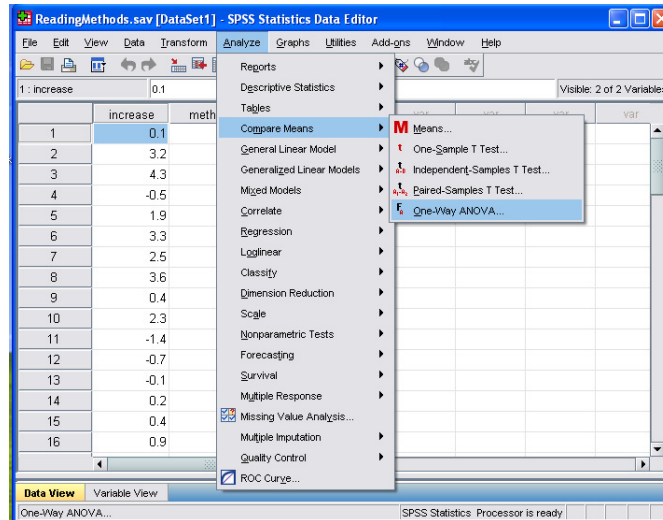 ReadingMethods.sav [DataSet1] - SPSS Statistics Data Editor
File Edit View Data Transform Analyze Graphs Utilities Add-ons Window Help
1 : increase 0.1 Visible: 2 of 2 Variable
increase meth var var var var
1 0.1
2 3.2
3 4.3
4 -0.5
5 1.9
6 3.3
7 2.5
8 3.6
9 0.4
10 2.3
11 -1.4
12 -0.7
13 -0.1
14 0.2
15 0.4
16 0.9
Reports
Descriptive Statistics
Tables
Compare Means
General Linear Model
Generalized Linear Models
Mixed Models
Correlate
Regression
Loglinear
Classify
Dimension Reduction
Scale
Nonparametric Tests
Forecasting
Survival
Multiple Response
Missing Value Analysis...
Multiple Imputation
Quality Control
ROC Curve...
M Means...
t One-Sample T Test...
Independent-Samples T Test...
Paired-Samples T Test...
One-Way ANOVA...
Data View Variable View
One-Way ANOVA... SPSS Statistics Processor is ready